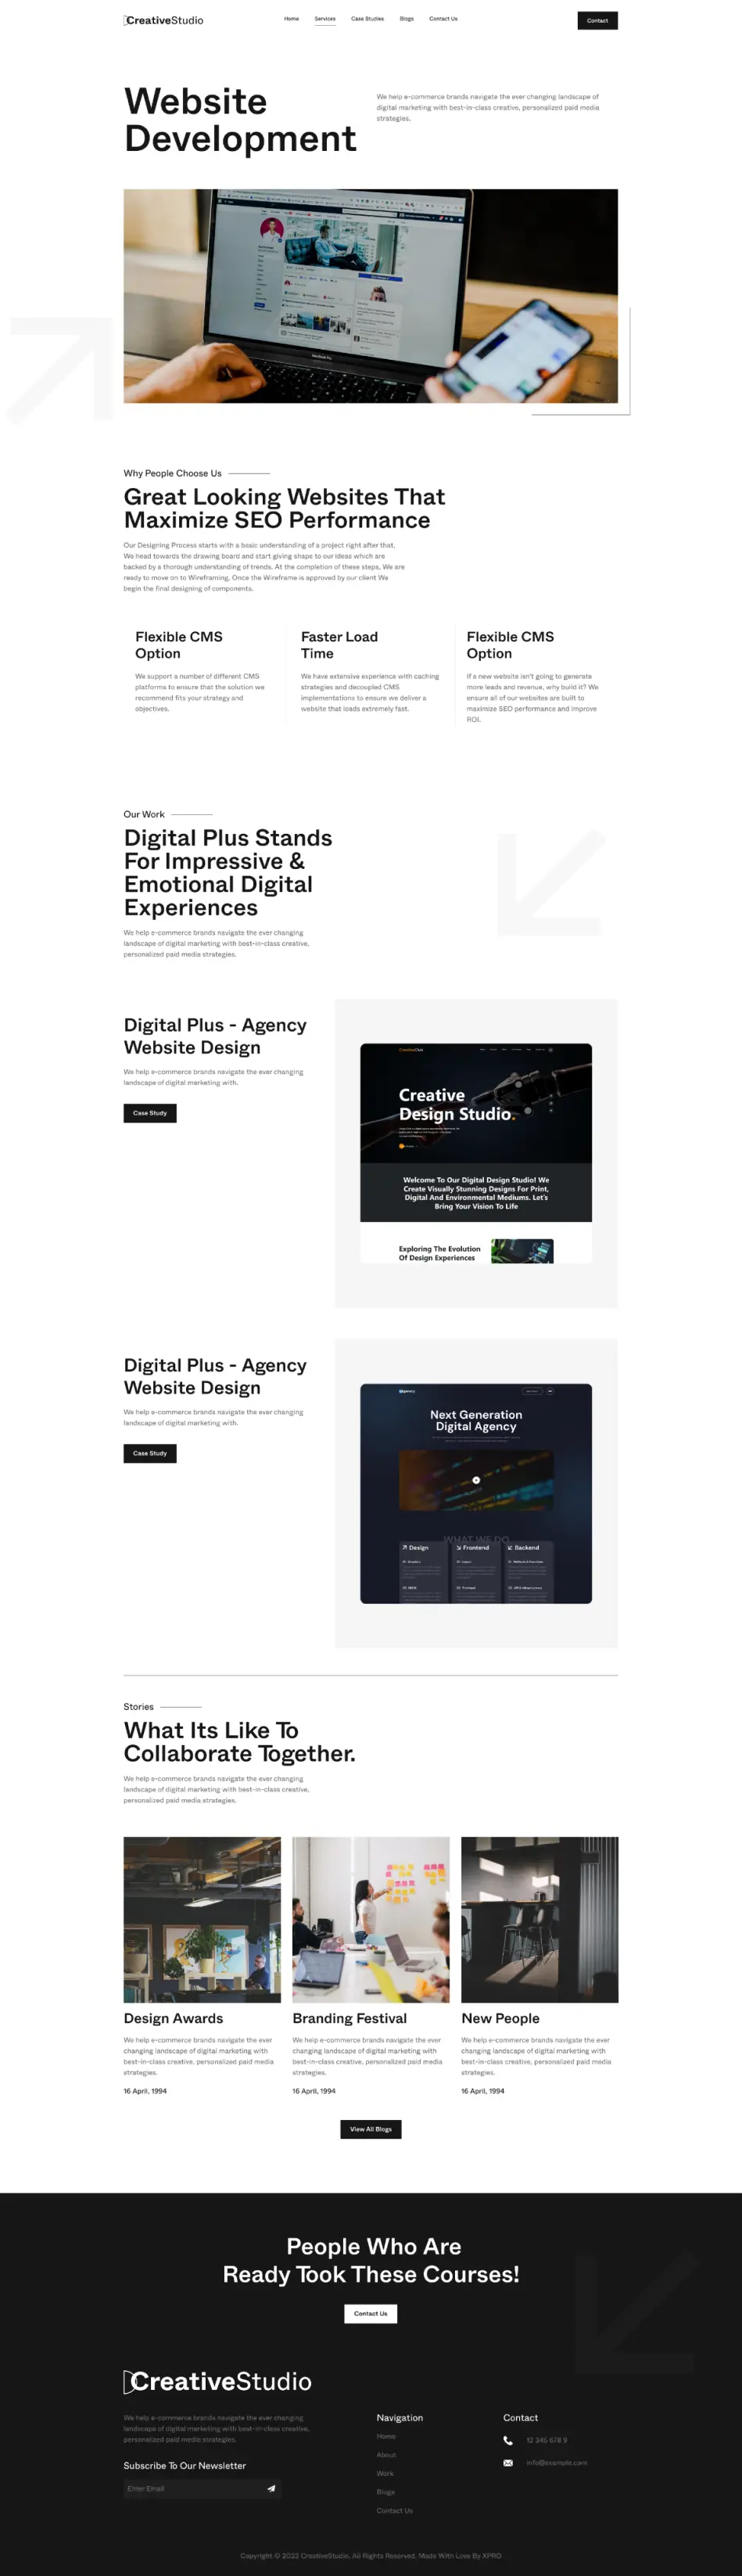 CreativeStudio
Home
Services
Case Studies
Blogs
Contact Us
Contact
Website
Development
We help e-commerce brands navigate the ever changing landscape of
digital marketing with best-in-class creative, personalized paid media
strategies.
Why People Choose Us
Great Looking Websites That
Maximize SEO Performance
Our Designing Process starts with a basic understanding of a project right after that,
We head towards the drawing board and start giving shape to our ideas which are
backed by a thorough understanding of trends. At the completion of these steps, We are
ready to move on to Wireframing. Once the Wireframe is approved by our client We
begin the final designing of components.
Flexible CMS
Option
We support a number of different CMS
platforms to ensure that the solution we
recommend fits your strategy and
objectives.
Faster Load
Time
We have extensive experience with caching
strategies and decoupled CMS
implementations to ensure we deliver a
website that loads extremely fast.
Flexible CMS
Option
If a new website isn't going to generate
more leads and revenue, why build it? We
ensure all of our websites are built to
maximize SEO performance and improve
ROI.
Our Work
Digital Plus Stands
For Impressive &
Emotional Digital
Experiences
We help e-commerce brands navigate the ever changing
landscape of digital marketing with best-in-class creative,
personalized paid media strategies.
Digital Plus - Agency
Website Design
We help e-commerce brands navigate the ever changing
landscape of digital marketing with.
Case Study
Creative
Design Studio.
Welcome To Our Digital Design Studio! We
Create Visually Stunning Designs For Print,
Digital And Environmental Mediums. Let's
Bring Your Vision To Life
Exploring The Evolution
Of Design Experiences
Digital Plus - Agency
Website Design
We help e-commerce brands navigate the ever changing
landscape of digital marketing with.
Case Study
Next Generation
Digital Agency
WHAT WE DO
Design
Frontend
Backend
Stories
What Its Like To
Collaborate Together.
We help e-commerce brands navigate the ever changing
landscape of digital marketing with best-in-class creative,
personalized paid media strategies.
Design Awards
We help e-commerce brands navigate the ever
changing landscape of digital marketing with
best-in-class creative, personalized paid media
strategies.
16 April, 1994
Branding Festival
We help e-commerce brands navigate the ever
changing landscape of digital marketing with
best-in-class creative, personalized paid media
strategies.
16 April, 1994
New People
We help e-commerce brands navigate the ever
changing landscape of digital marketing with
best-in-class creative, personalized paid media
strategies.
16 April, 1994
View All Blogs
People Who Are
Ready Took These Courses!
Contact Us
CreativeStudio
We help e-commerce brands navigate the ever changing
landscape of digital marketing with best-in-class creative,
personalized paid media strategies.
Subscribe To Our Newsletter
Enter Email
Navigation
Home
About
Work
Blogs
Contact Us
Contact
12 345 678 9
info@example.com
Copyright © 2023 CreativeStudio. All Rights Reserved. Made With Love By XPRO